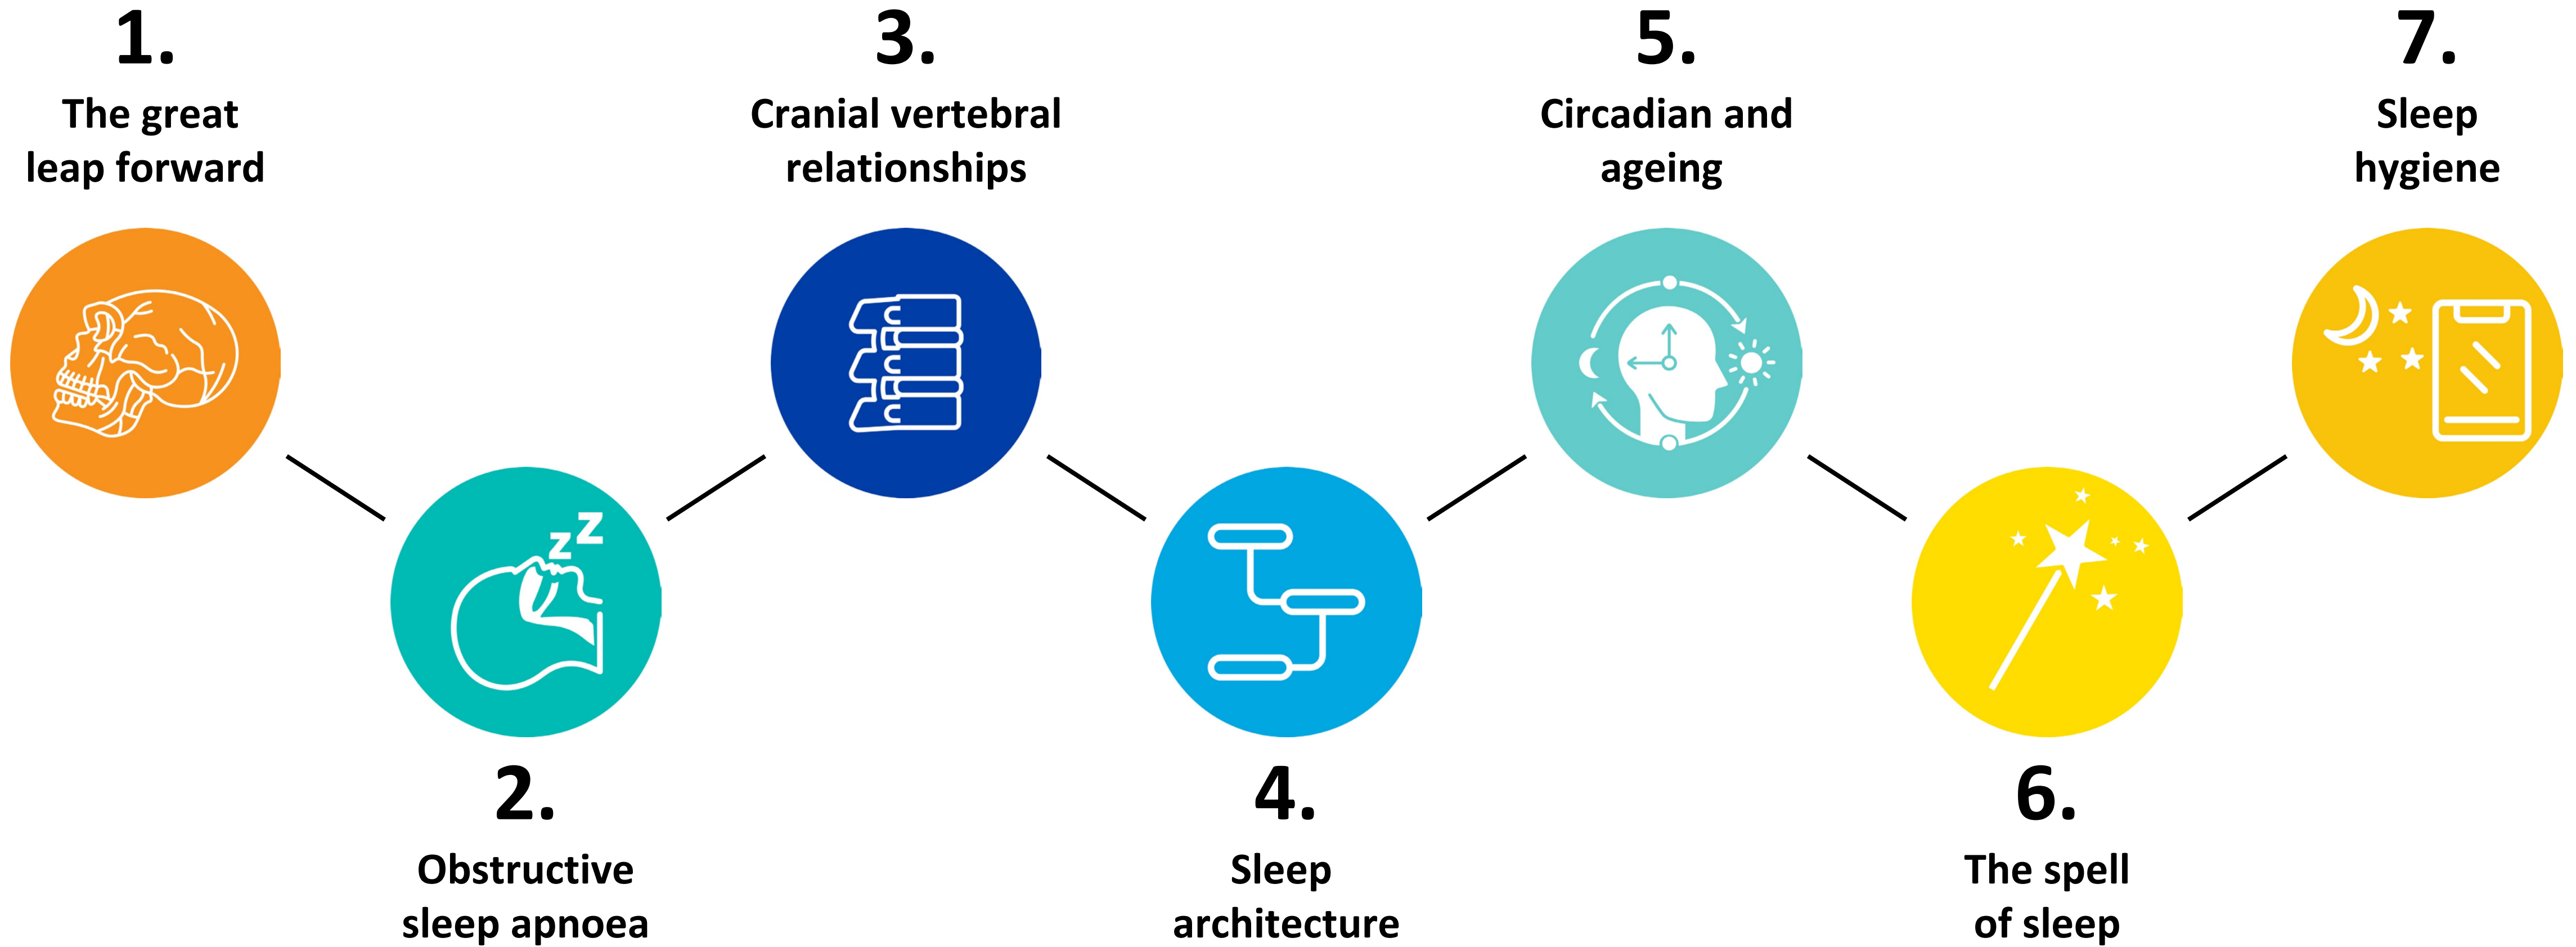 1.
The great
leap forward
2.
zz
Obstructive
sleep apnoea
3.
Cranial vertebral
relationships
4.
Sleep
architecture
5.
Circadian and
ageing
6.
The spell
of sleep
7.
Sleep
hygiene